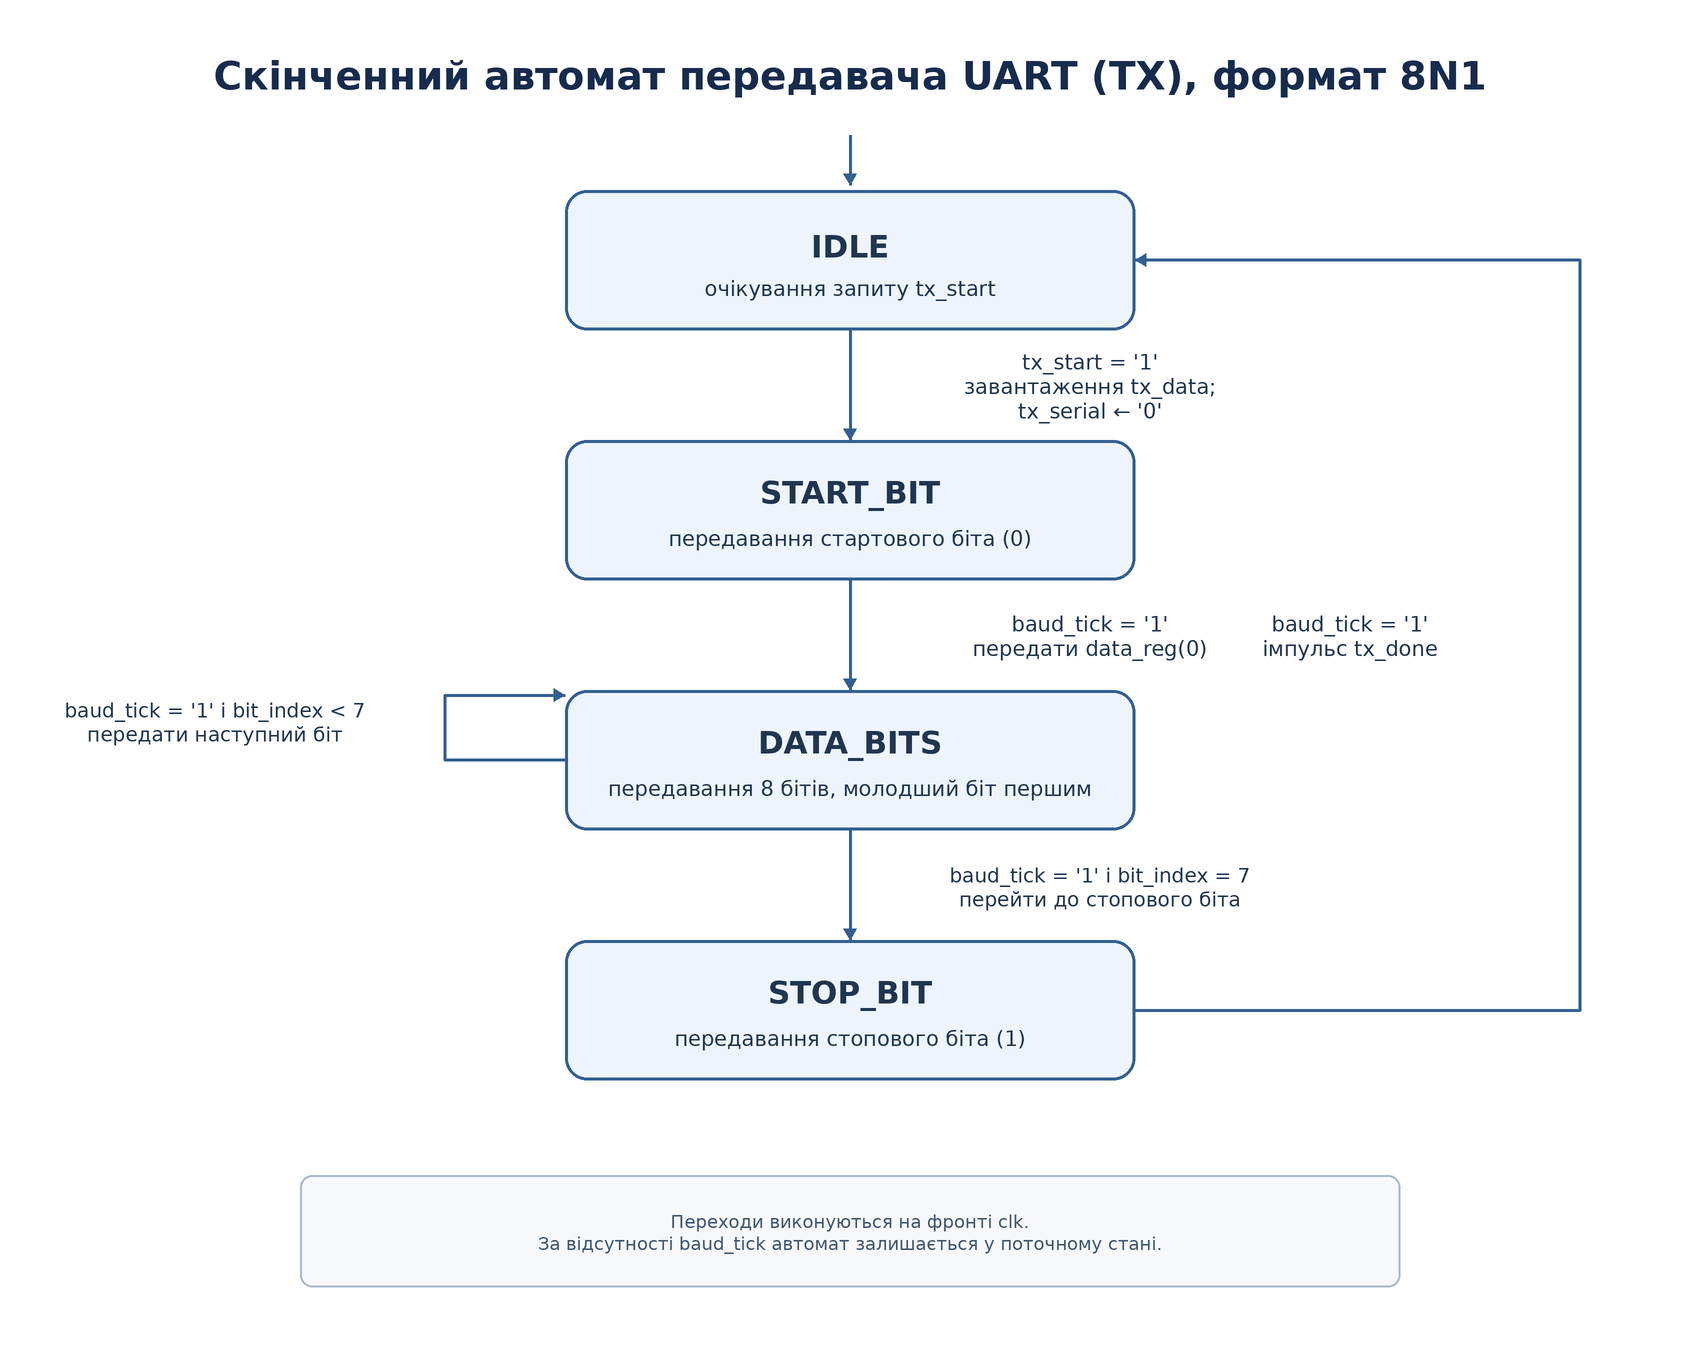 Скінченний автомат передавача UART (TX), формат 8N1
IDLE
очікування запиту tx_start
tx_start = '1'
завантаження tx_data;
tx_serial ← '0'
START_BIT
передавання стартового біта (0)
baud_tick = '1'
передати data_reg(0)
baud_tick = '1'
імпульс tx_done
baud_tick = '1' і bit_index < 7
передати наступний біт
DATA_BITS
передавання 8 бітів, молодший біт першим
baud_tick = '1' і bit_index = 7
перейти до стопового біта
STOP_BIT
передавання стопового біта (1)
Переходи виконуються на фронті clk.
За відсутності baud_tick автомат залишається у поточному стані.